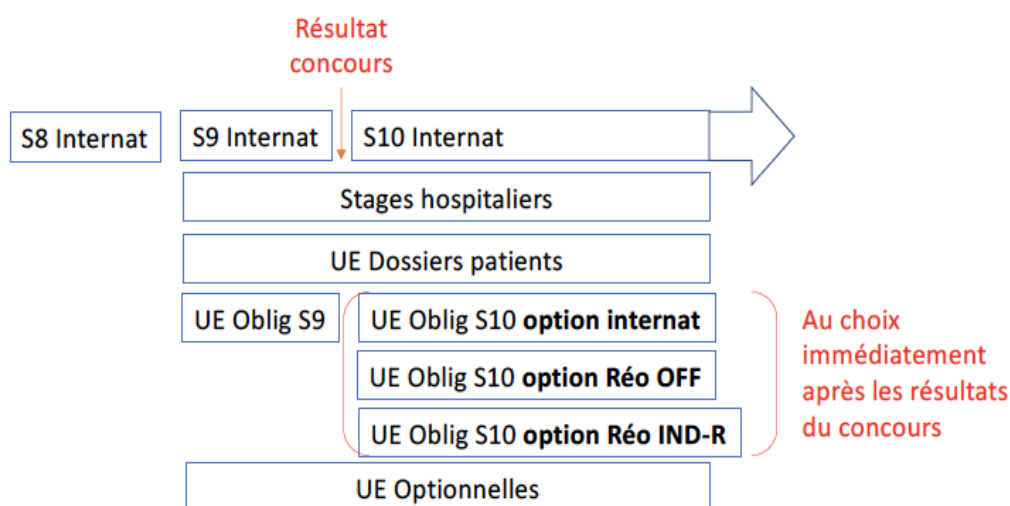 Résultat
concours
S8 Internat
S9 Internat
S10 Internat
Stages hospitaliers
UE Dossiers patients
UE Oblig S9
UE Oblig S10 option internat
UE Oblig S10 option Réo OFF
UE Oblig S10 option Réo IND-R
Au choix
immédiatement
après les résultats
du concours
UE Optionnelles